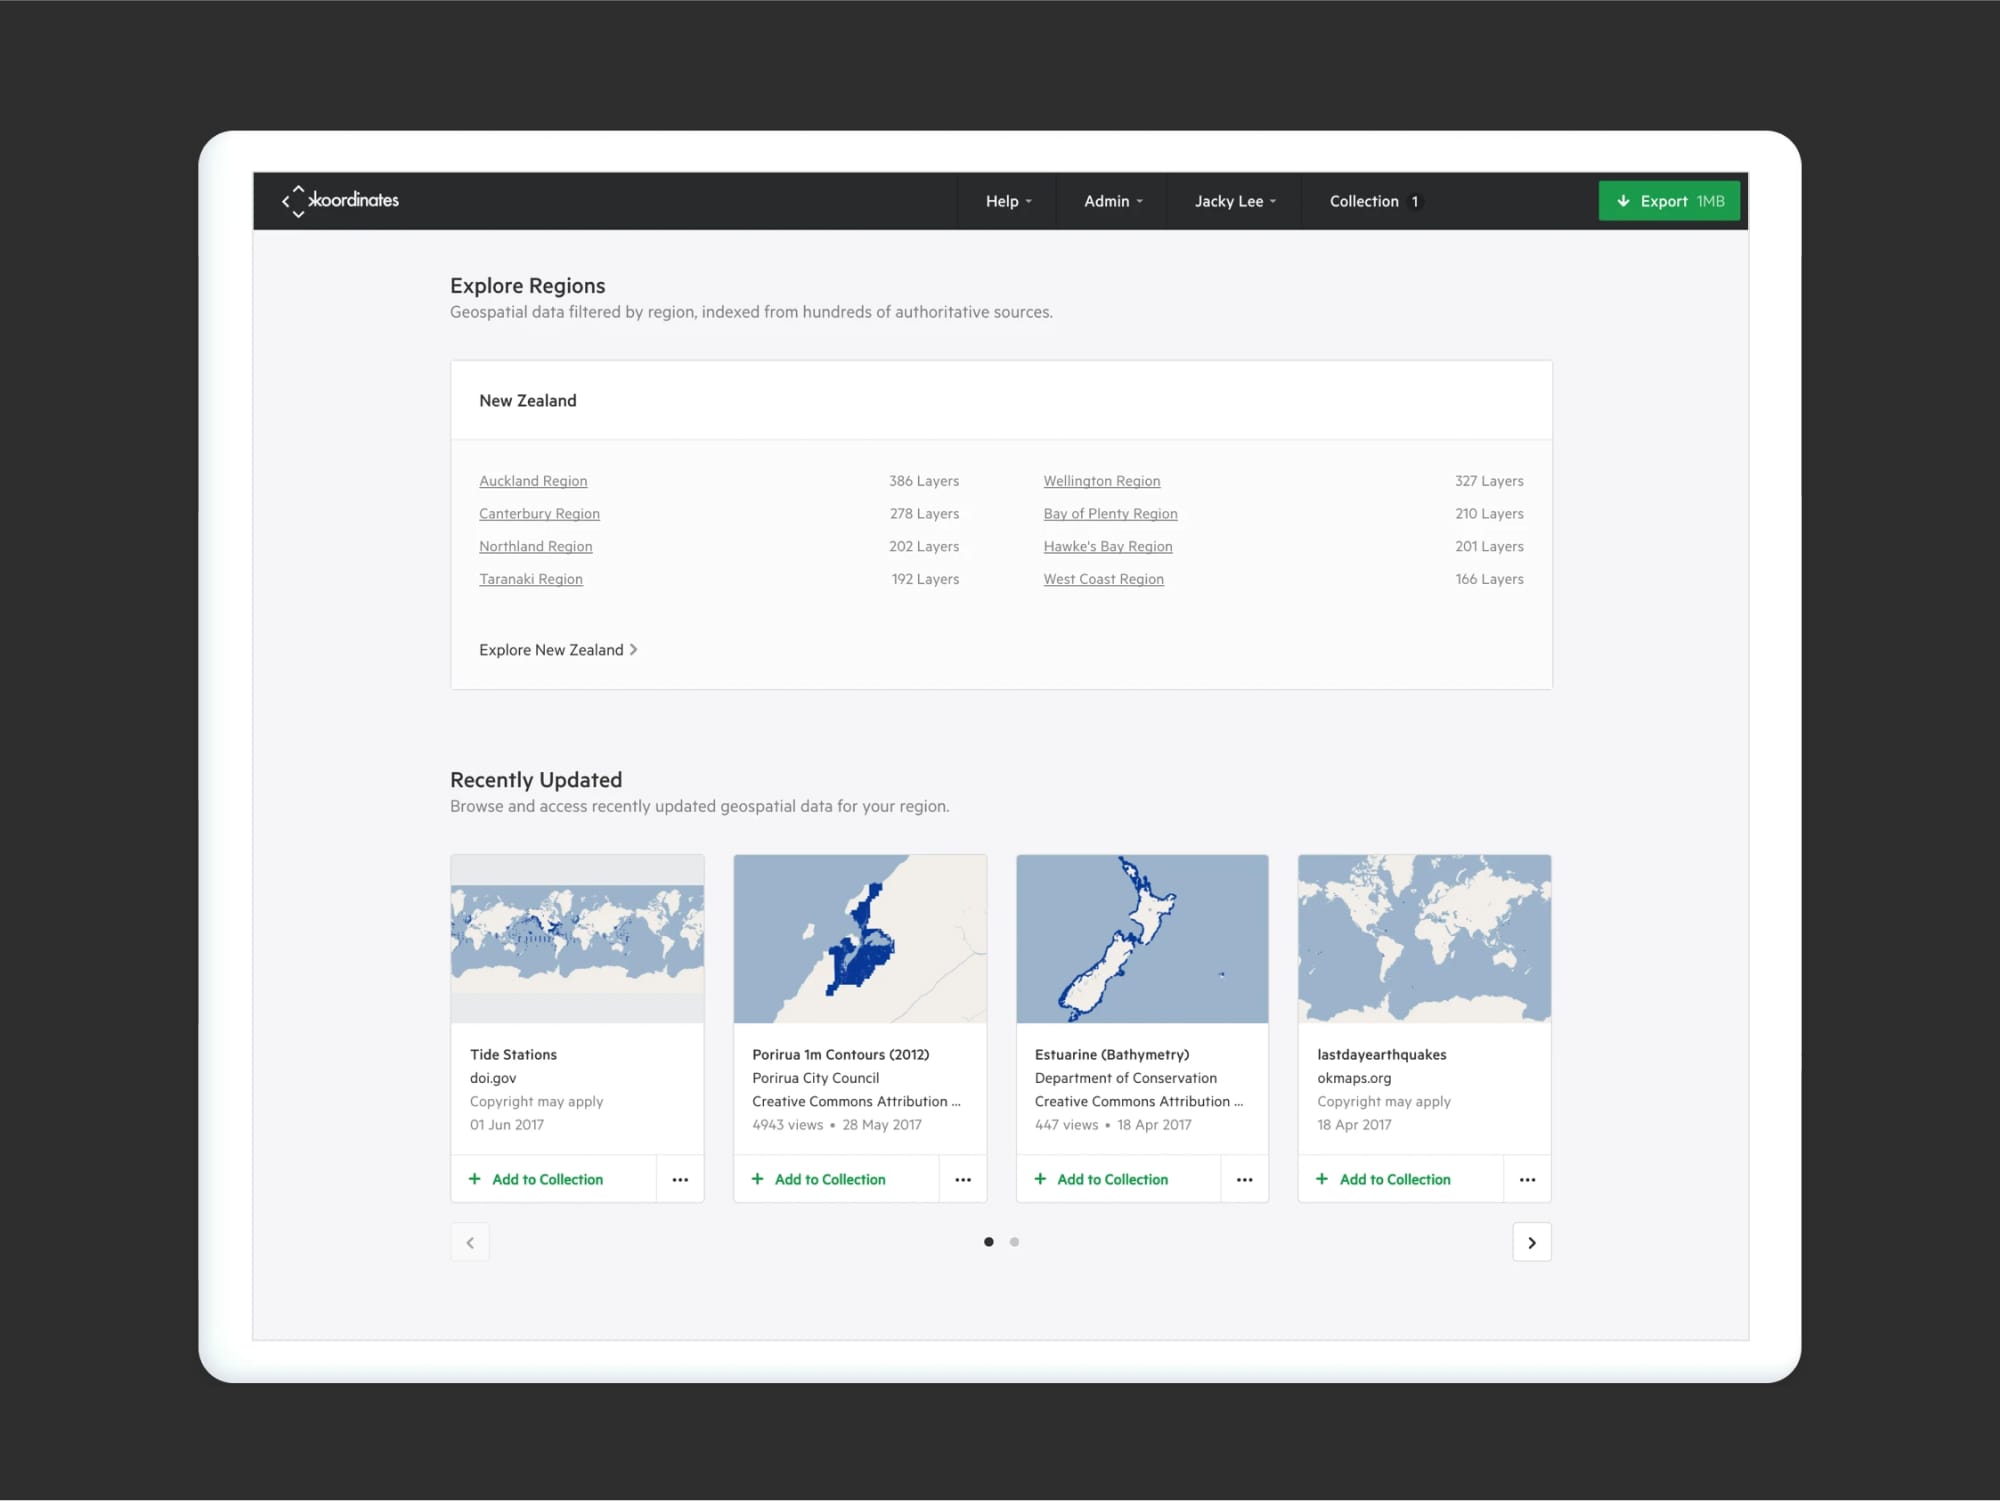 koordinates
Help
Admin
Jacky Lee
Collection 1
Export 1MB
Explore Regions
Geospatial data filtered by region, indexed from hundreds of authoritative sources.
New Zealand
Auckland Region 386 Layers Wellington Region 327 Layers
Canterbury Region 278 Layers Bay of Plenty Region 210 Layers
Northland Region 202 Layers Hawke's Bay Region 201 Layers
Taranaki Region 192 Layers West Coast Region 166 Layers
Explore New Zealand
Recently Updated
Browse and access recently updated geospatial data for your region.
Tide Stations
doi.gov
Copyright may apply
01 Jun 2017
+ Add to Collection ...
Porirua 1m Contours (2012)
Porirua City Council
Creative Commons Attribution ...
4943 views • 28 May 2017
+ Add to Collection ...
Estuarine (Bathymetry)
Department of Conservation
Creative Commons Attribution ...
447 views • 18 Apr 2017
+ Add to Collection ...
lastdayearthquakes
okmaps.org
Copyright may apply
18 Apr 2017
+ Add to Collection ...